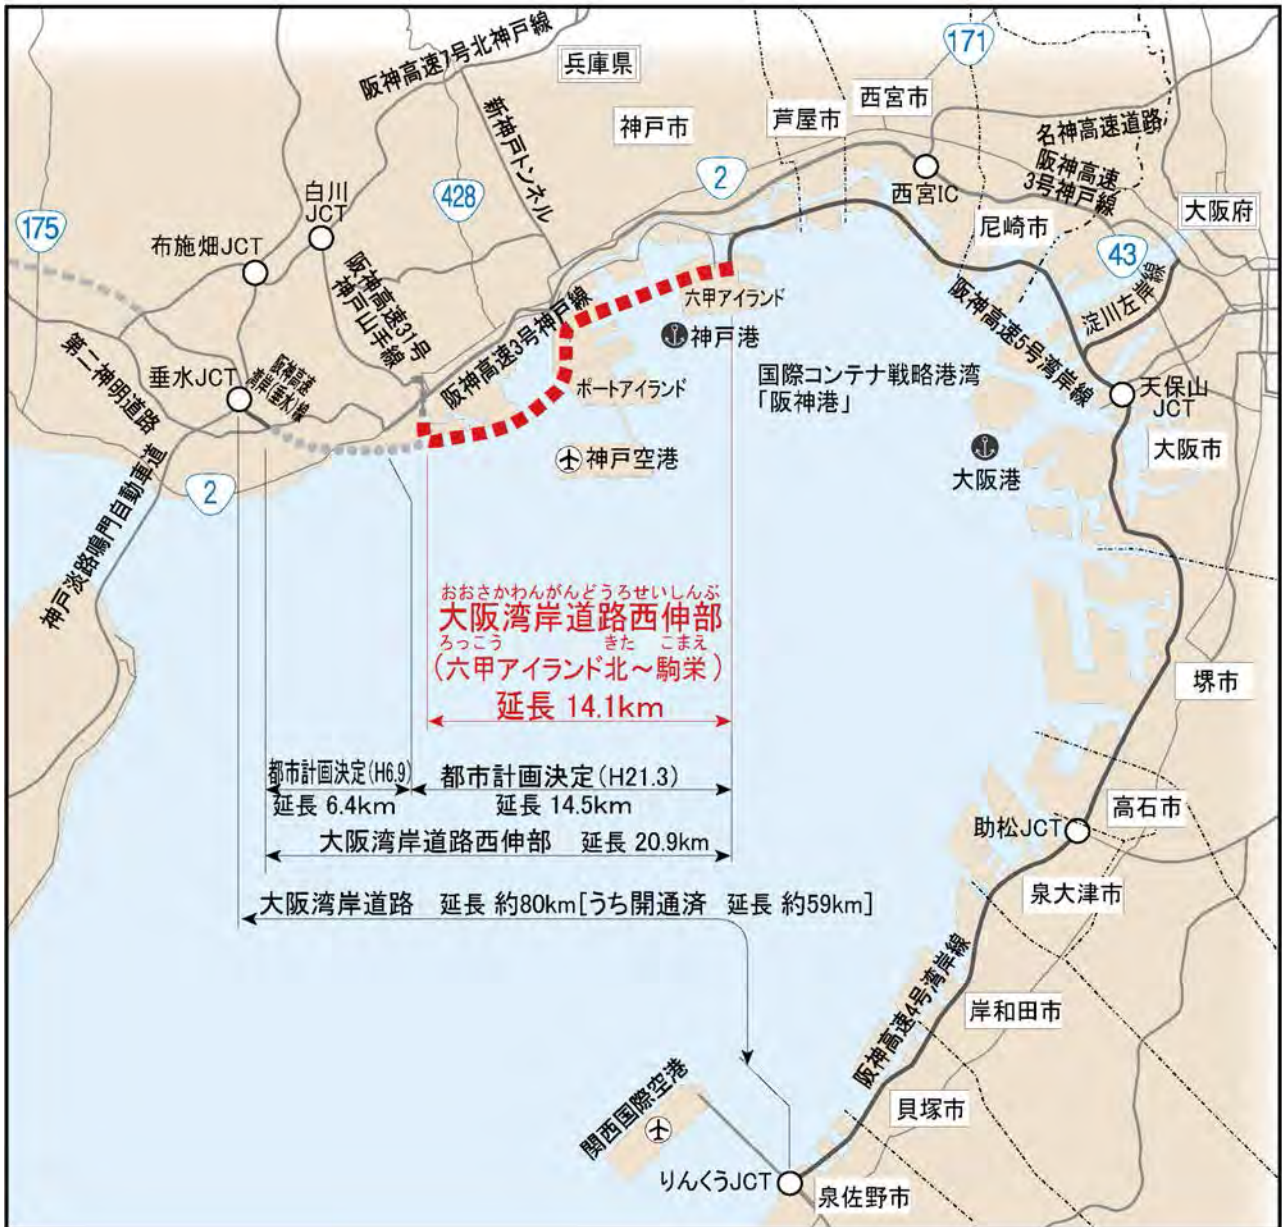 兵庫県
171
阪神高速7号北神戸線
新神戸トンネル
神戸市
芦屋市
西宮市
名神高速道路
阪神高速
3号神戸線
2
428
白川
JCT
西宮IC
大阪府
175
布施畑JCT
尼崎市
43
阪神高速31号
神戸山手線
淀川左岸線
六甲アイランド
阪神高速3号神戸線
神戸港
阪神高速5号湾岸線
第二神明道路
垂水JCT
阪神高速
湾岸垂水線
ポートアイランド
国際コンテナ戦略港湾
「阪神港」
天保山
JCT
神戸空港
大阪港
大阪市
2
神戸淡路鳴門自動車道
おおさかわんがんどうろせいしんぶ
大阪湾岸道路西伸部
ろっこう きた こまえ
(六甲アイランド北~駒栄)
延長 14.1km
堺市
都市計画決定(H6.9)
延長 6.4km
都市計画決定(H21.3)
延長 14.5km
高石市
助松JCT
大阪湾岸道路西伸部 延長 20.9km
泉大津市
大阪湾岸道路 延長 約80km[うち開通済 延長 約59km]
阪神高速4号湾岸線
岸和田市
貝塚市
関西国際空港
りんくうJCT
泉佐野市